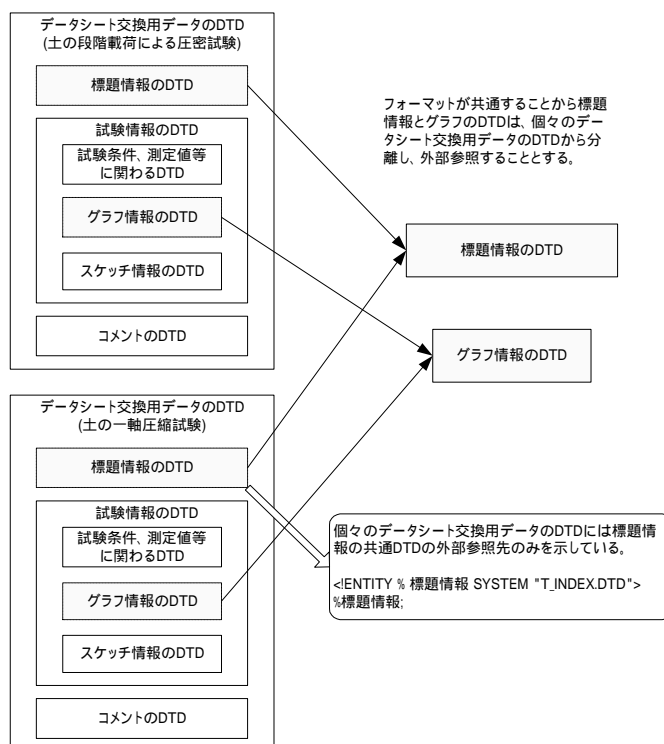 データシート交換用データのDTD
(土の段階載荷による圧密試験)
標題情報のDTD
試験情報のDTD
試験条件、測定値等
に関わるDTD
グラフ情報のDTD
スケッチ情報のDTD
コメントのDTD
フォーマットが共通することから標題
情報とグラフのDTDは、個々のデー
タシート交換用データのDTDから分
離し、外部参照することとする。
標題情報のDTD
グラフ情報のDTD
データシート交換用データのDTD
(土の一軸圧縮試験)
標題情報のDTD
試験情報のDTD
試験条件、測定値等
に関わるDTD
グラフ情報のDTD
スケッチ情報のDTD
コメントのDTD
個々のデータシート交換用データのDTDには標題情
報の共通DTDの外部参照先のみを示している。
<!ENTITY % 標題情報 SYSTEM "T_INDEX.DTD">
%標題情報;